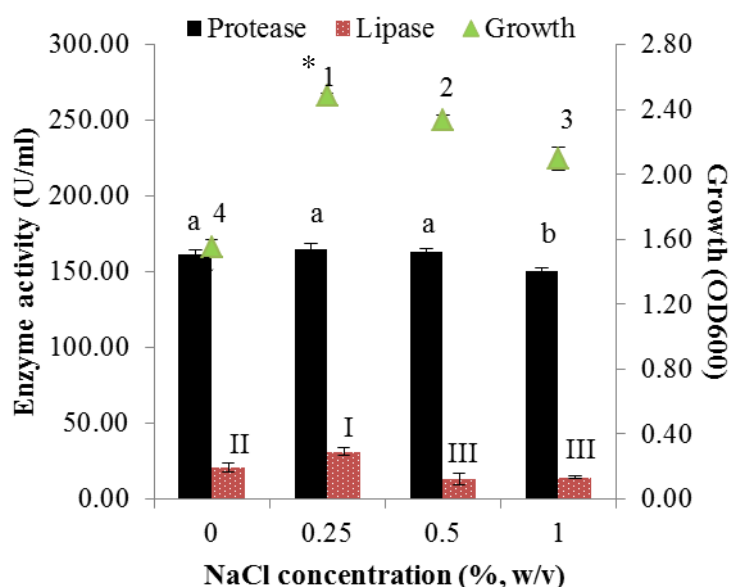 Protease Lipase Growth
300.00
250.00
200.00
150.00
100.00
50.00
0.00
Enzyme activity (U/ml)
2.80
2.40
2.00
1.60
1.20
0.80
0.40
0.00
Growth (OD600)
* 1
2
3
4
a
a
a
b
II
I
III
III
0 0.25 0.5 1
NaCl concentration (%, w/v)